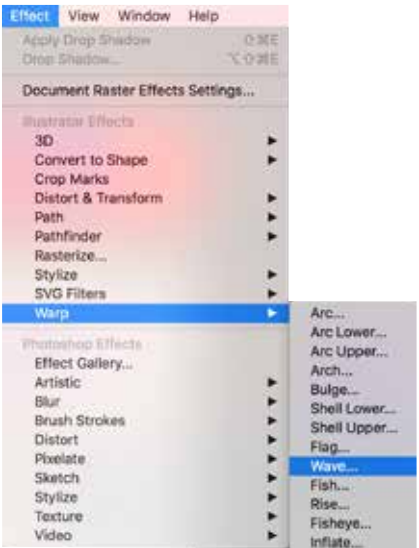 Effect View Window Help
Apply Drop Shadow ⇧⌘E
Drop Shadow... ⌥⇧⌘E
Document Raster Effects Settings...
Illustrator Effects
3D
Convert to Shape
Crop Marks
Distort & Transform
Path
Pathfinder
Rasterize...
Stylize
SVG Filters
Warp
Photoshop Effects
Effect Gallery...
Artistic
Blur
Brush Strokes
Distort
Pixelate
Sketch
Stylize
Texture
Video
Arc...
Arc Lower...
Arc Upper...
Arch...
Bulge...
Shell Lower...
Shell Upper...
Flag...
Wave...
Fish...
Rise...
Fisheye...
Inflate...